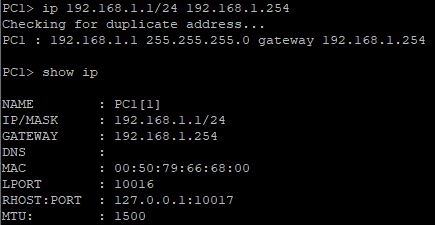 PC1> ip 192.168.1.1/24 192.168.1.254
Checking for duplicate address...
PC1 : 192.168.1.1 255.255.255.0 gateway 192.168.1.254
PC1> show ip
NAME        : PC1[1]
IP/MASK     : 192.168.1.1/24
GATEWAY     : 192.168.1.254
DNS         :
MAC         : 00:50:79:66:68:00
LPORT       : 10016
RHOST:PORT  : 127.0.0.1:10017
MTU:        : 1500